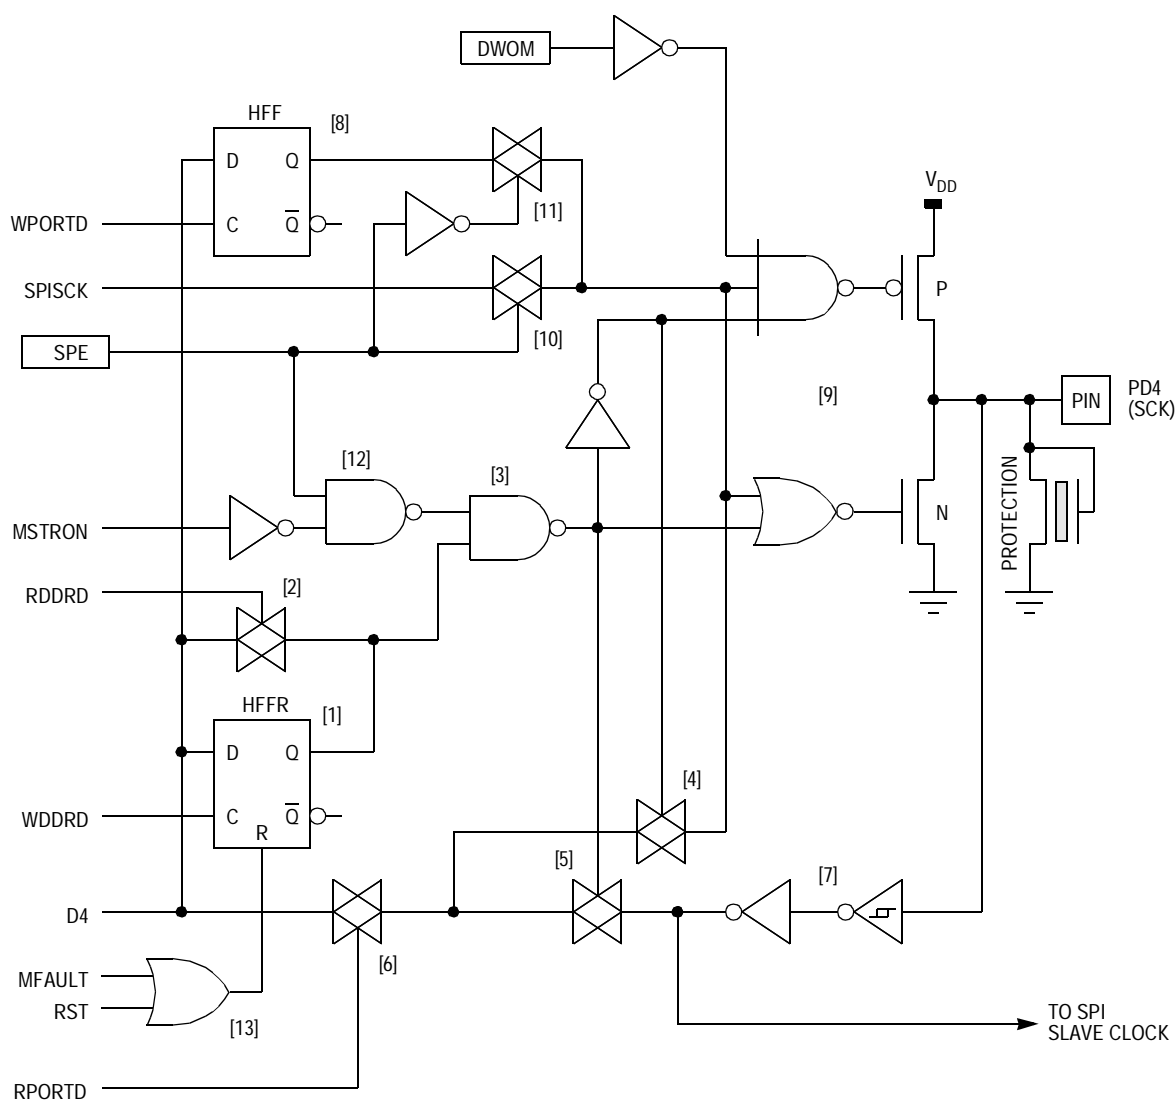 DWOM
HFF
[8]
D
Q
WPORTD
C
Q
[11]
VDD
SPISCK
P
SPE
[10]
[9]
PIN
PD4
(SCK)
[12]
[3]
MSTRON
N
PROTECTION
RDDRD
[2]
HFFR
[1]
D
Q
[4]
WDDRD
C
Q
R
[5]
[7]
D4
[6]
MFAULT
RST
[13]
TO SPI
SLAVE CLOCK
RPORTD